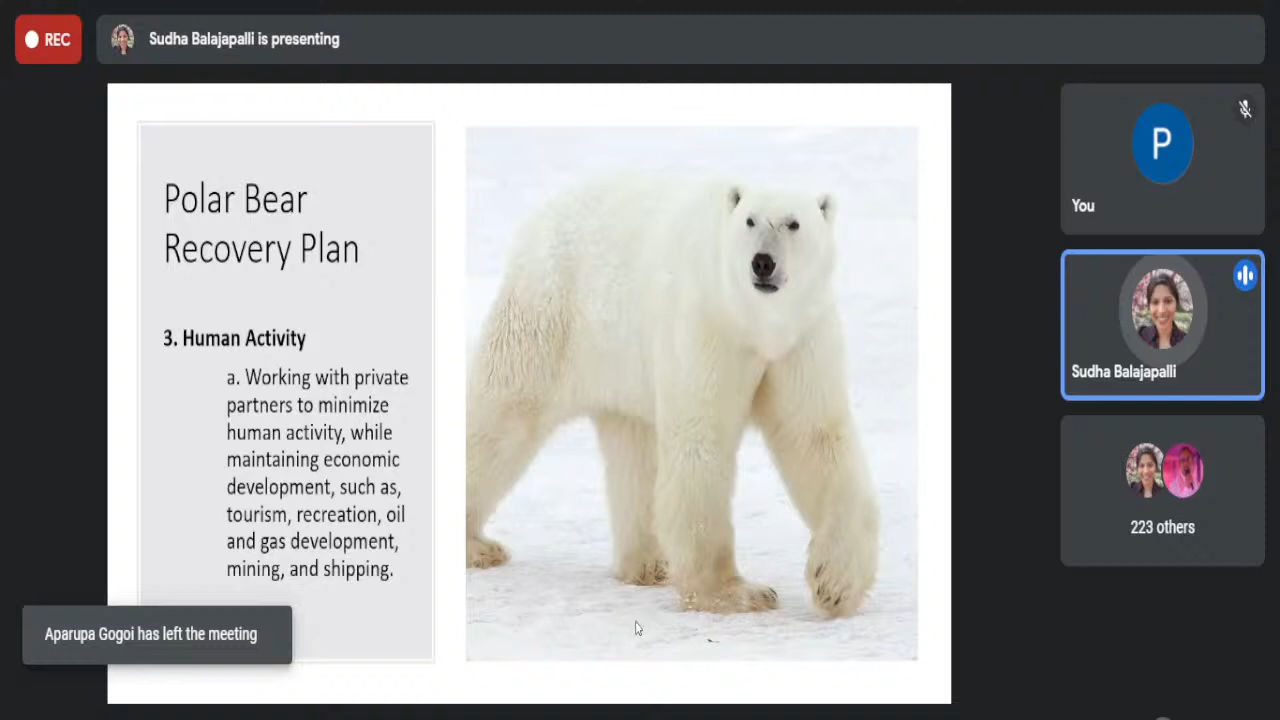 REC
Sudha Balajapalli is presenting
Polar Bear
Recovery Plan
3. Human Activity
a. Working with private
partners to minimize
human activity, while
maintaining economic
development, such as,
tourism, recreation, oil
and gas development,
mining, and shipping.
Aparupa Gogoi has left the meeting
P
You
Sudha Balajapalli
223 others